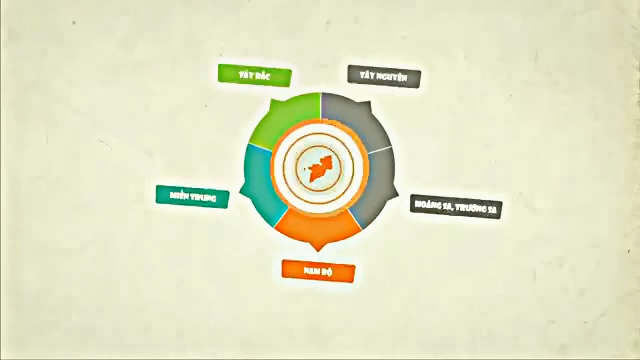 TÂY BẮC
TÂY NGUYÊN
MIỀN TRUNG
HOÀNG SA, TRƯỜNG SA
NAM BỘ